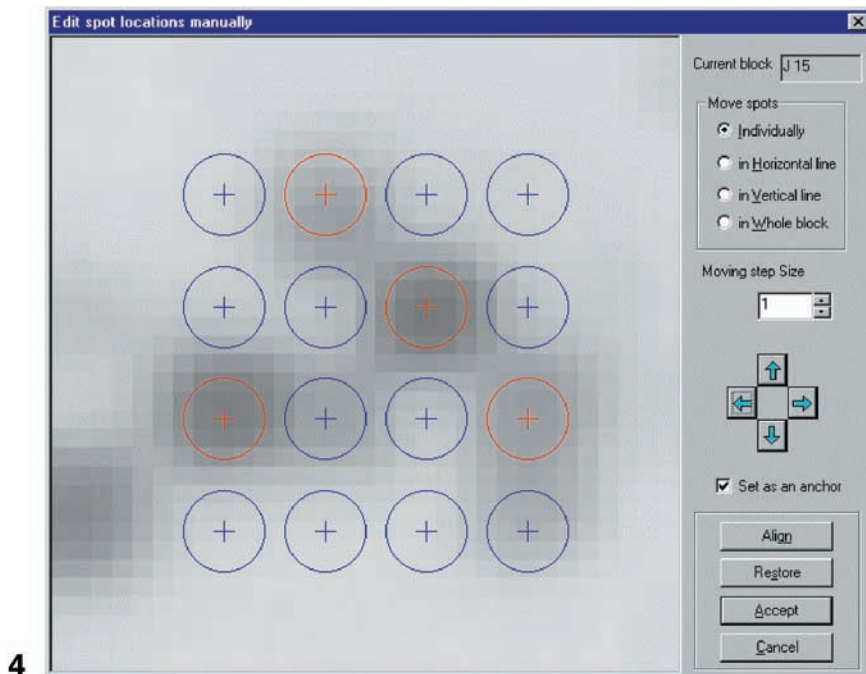 Edit spot locations manually
Current block J 15
Move spots
Individually
in Horizontal line
in Vertical line
in Whole block
Moving step Size
1
Set as an anchor
Align
Restore
Accept
Cancel
4